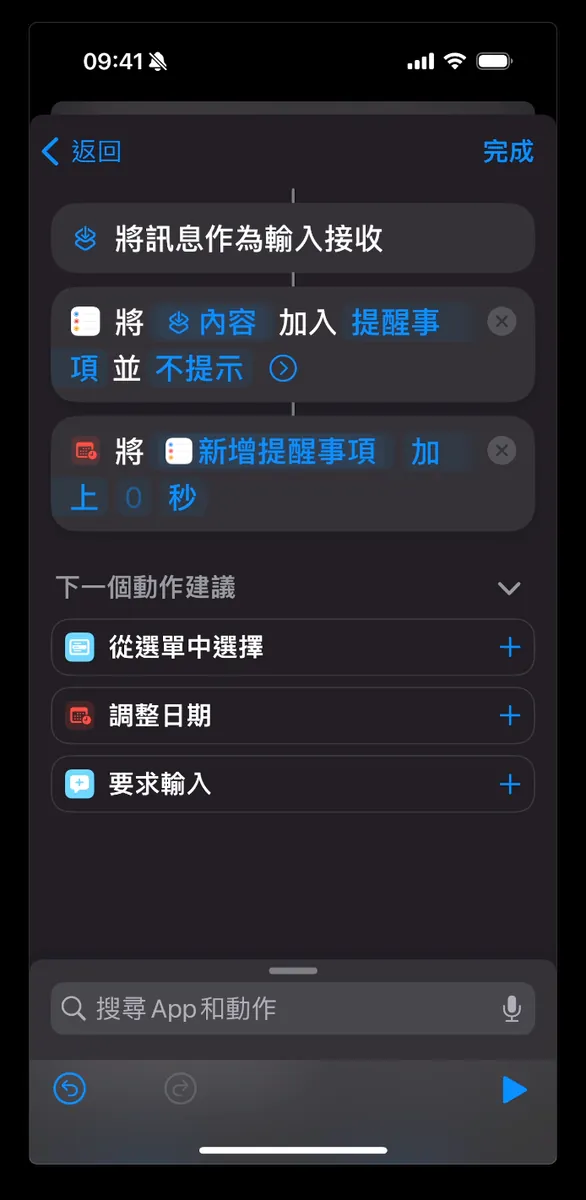 09:41
返回
完成
將訊息作為輸入接收
將 內容 加入 提醒事
項 並 不提示
將 新增提醒事項 加
上 0 秒
下一個動作建議
從選單中選擇
調整日期
要求輸入
搜尋 App 和動作